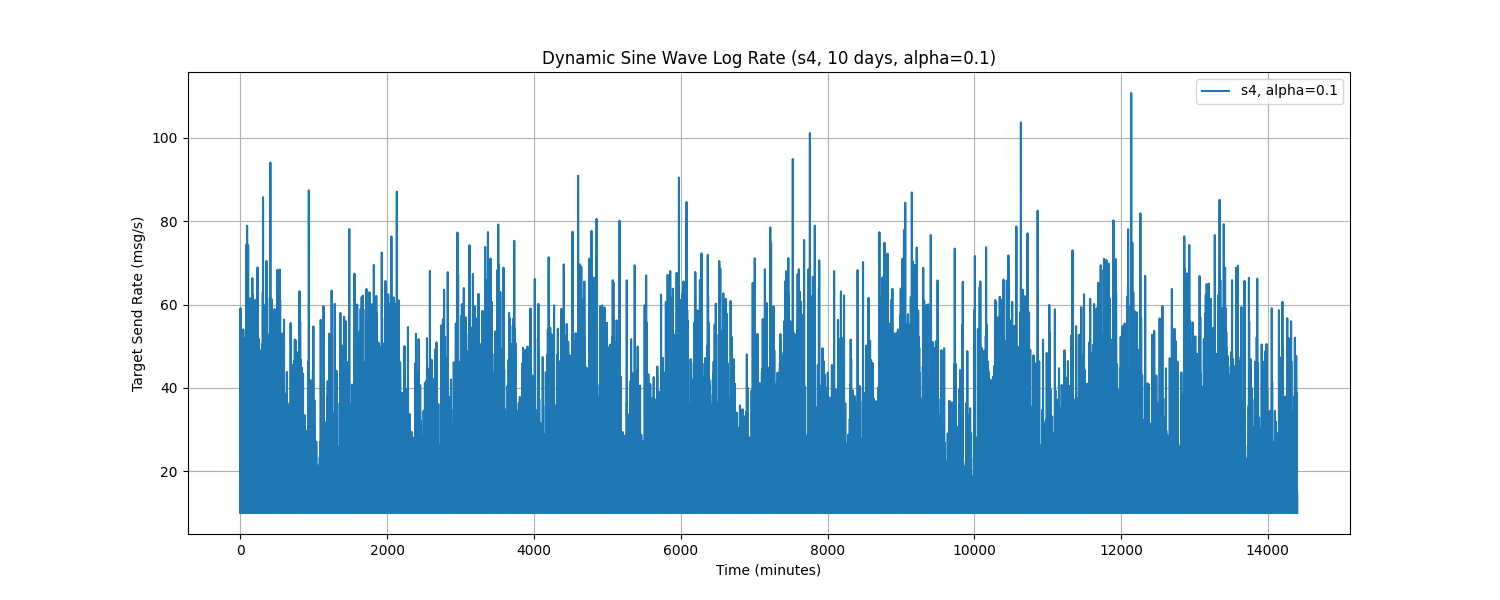 Dynamic Sine Wave Log Rate (s4, 10 days, alpha=0.1)
s4, alpha=0.1
Target Send Rate (msg/s)
100
80
60
40
20
0 2000 4000 6000 8000 10000 12000 14000
Time (minutes)